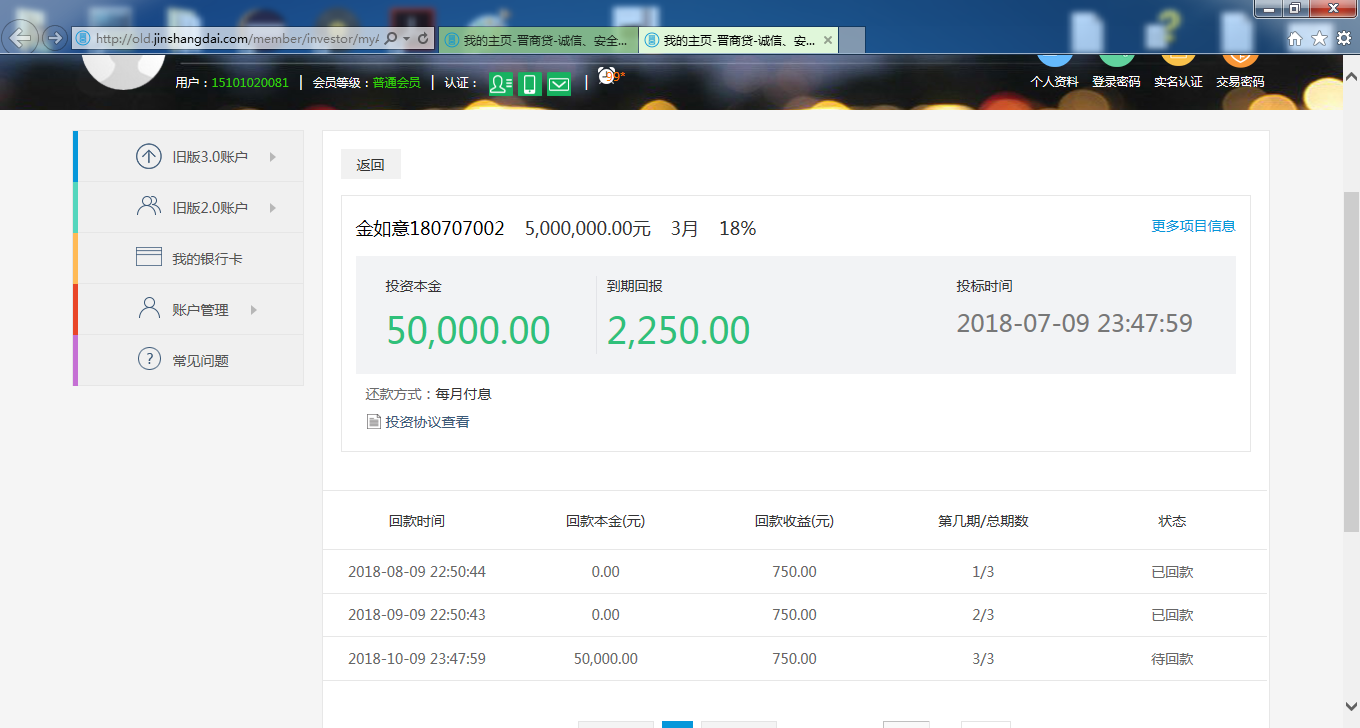 http://old.jinshangdai.com/member/investor/my
我的主页-晋商贷-诚信、安全...
我的主页-晋商贷-诚信、安...
用户：15101020081 | 会员等级：普通会员 | 认证： |
个人资料 登录密码 实名认证 交易密码
旧版3.0账户
旧版2.0账户
我的银行卡
账户管理
常见问题
返回
金如意180707002 5,000,000.00元 3月 18%
更多项目信息
投资本金 到期回报 投标时间
50,000.00 2,250.00 2018-07-09 23:47:59
还款方式：每月付息
投资协议查看
回款时间 回款本金(元) 回款收益(元) 第几期/总期数 状态
2018-08-09 22:50:44 0.00 750.00 1/3 已回款
2018-09-09 22:50:43 0.00 750.00 2/3 已回款
2018-10-09 23:47:59 50,000.00 750.00 3/3 待回款